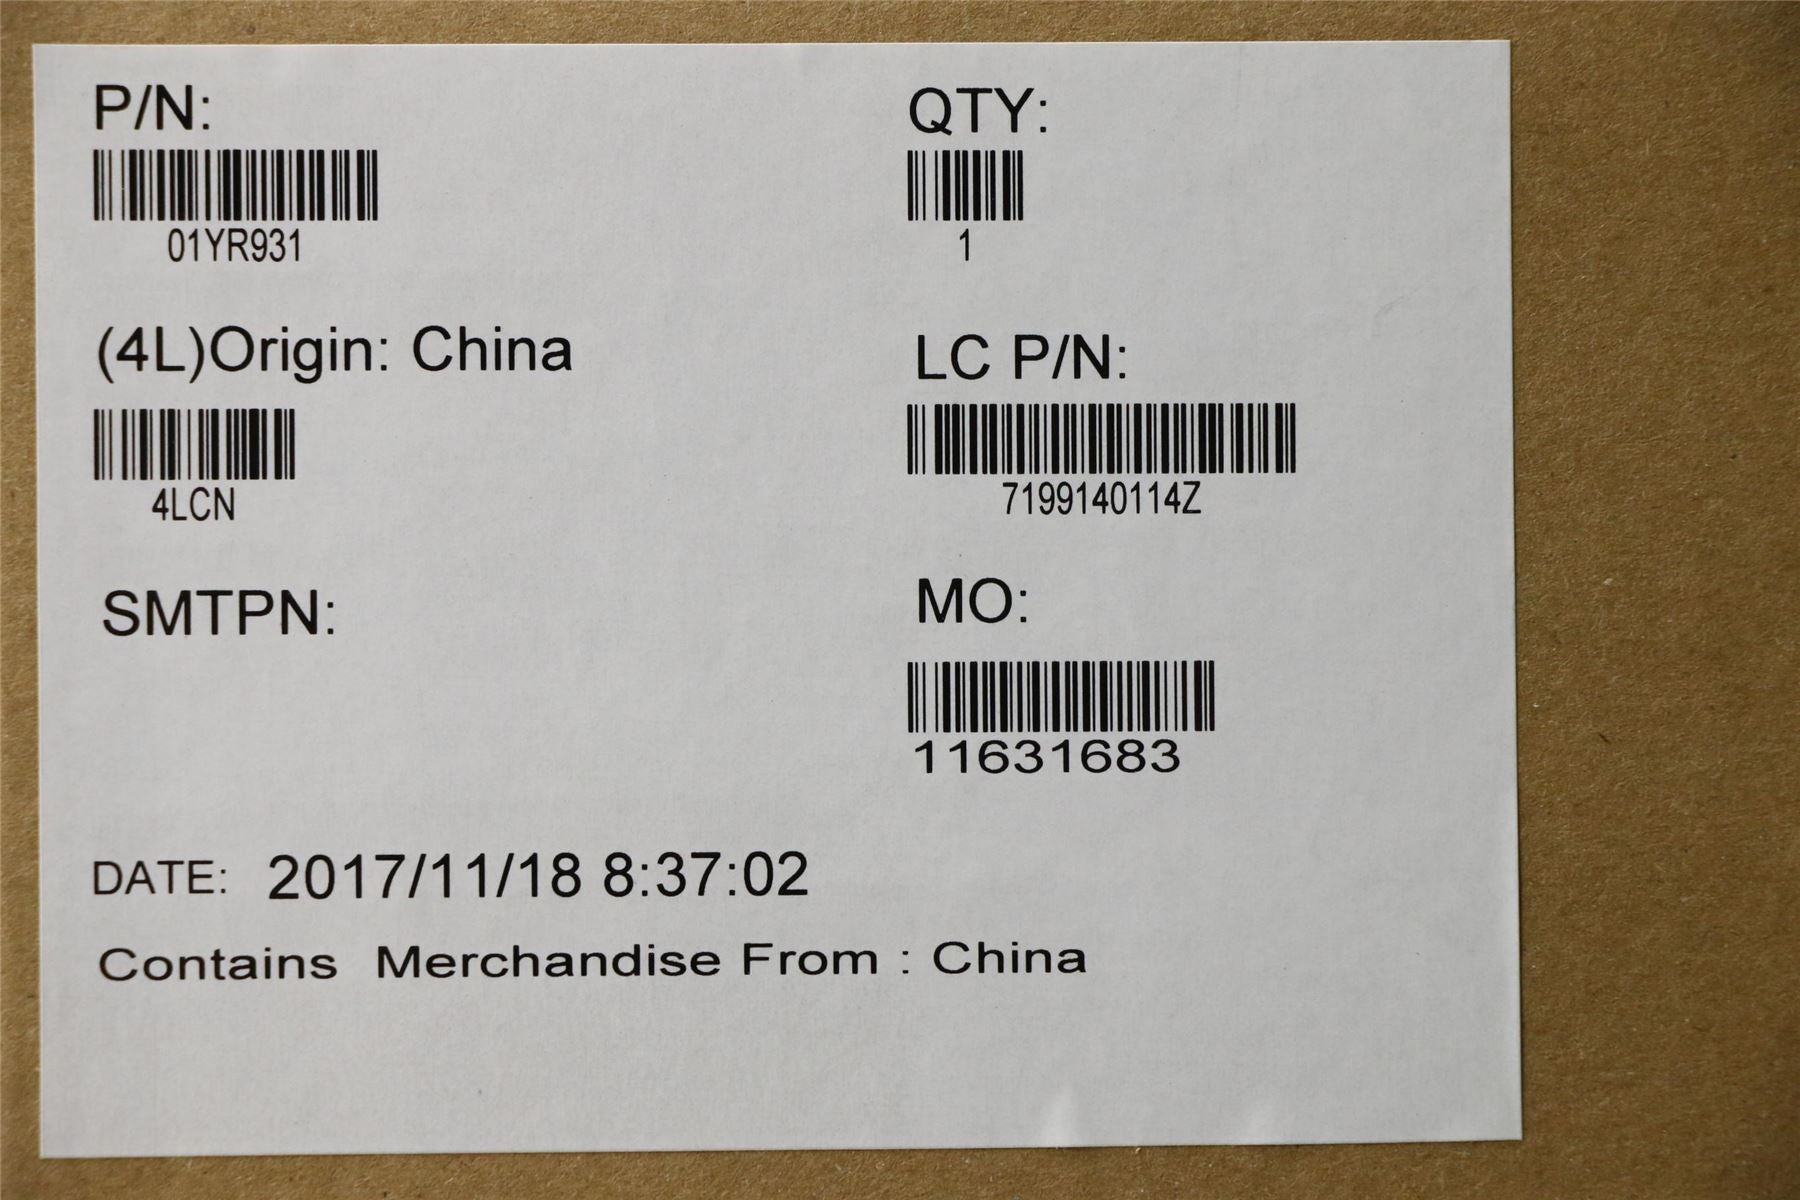 P/N:
QTY:
01YR931
1
(4L)Origin: China
LC P/N:
4LCN
7199140114Z
SMTPN:
MO:
11631683
DATE: 2017/11/18 8:37:02
Contains Merchandise From : China